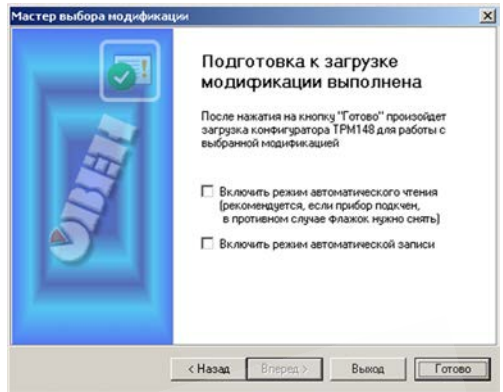 Мастер выбора модификации
Подготовка к загрузке
модификации выполнена
После нажатия на кнопку "Готово" произойдет
загрузка конфигуратора ТРМ148 для работы с
выбранной модификацией
Включить режим автоматического чтения
(рекомендуется, если прибор подкчен,
в противном случае флажок нужно снять)
Включить режим автоматической записи
ОВЕН
< Назад
Вперед >
Выход
Готово